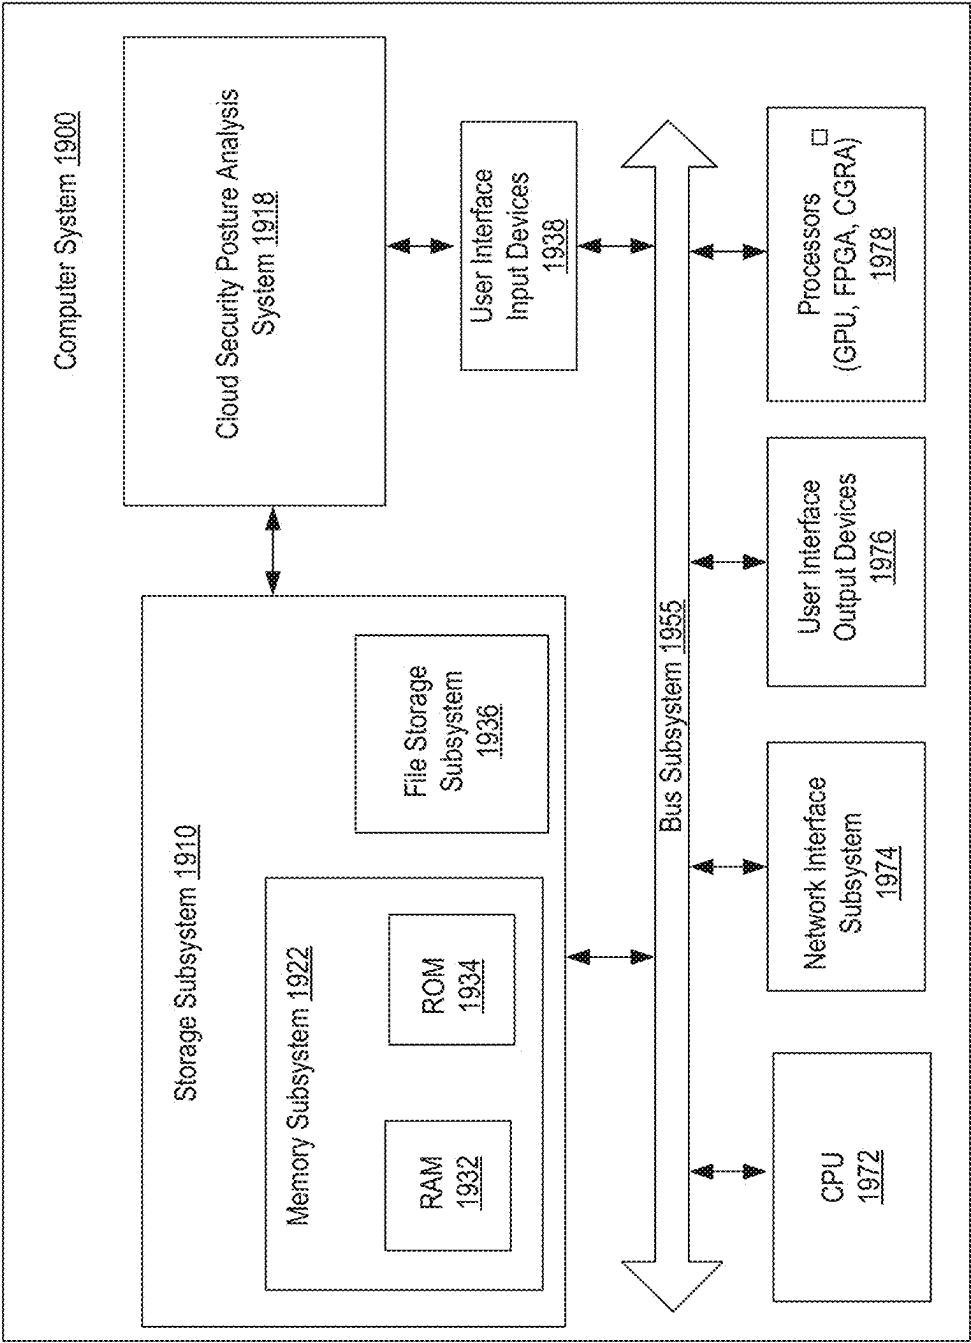 Computer System 1900
Storage Subsystem 1910
Memory Subsystem 1922
RAM
1932
ROM
1934
File Storage
Subsystem
1936
Cloud Security Posture Analysis
System 1918
User Interface
Input Devices
1938
Bus Subsystem 1955
CPU
1972
Network Interface
Subsystem
1974
User Interface
Output Devices
1976
Processors
(GPU, FPGA, CGRA)
1978